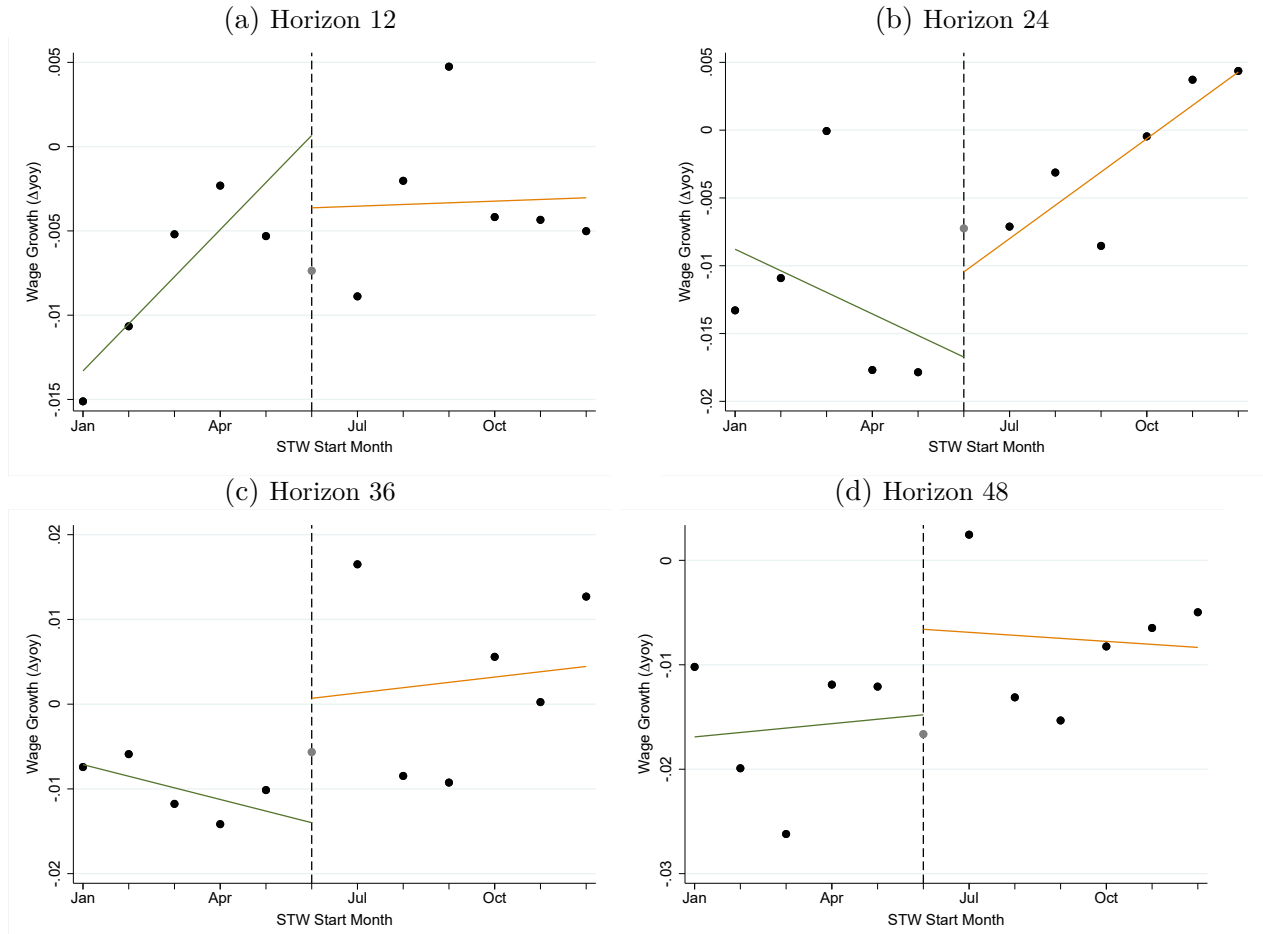 (a) Horizon 12
Wage Growth (Δyoy)
.005
0
-.005
-.01
-.015
Jan Apr Jul Oct
STW Start Month
(b) Horizon 24
Wage Growth (Δyoy)
.005
0
-.005
-.01
-.015
-.02
Jan Apr Jul Oct
STW Start Month
(c) Horizon 36
Wage Growth (Δyoy)
.02
.01
0
-.01
-.02
Jan Apr Jul Oct
STW Start Month
(d) Horizon 48
Wage Growth (Δyoy)
0
-.01
-.02
-.03
Jan Apr Jul Oct
STW Start Month